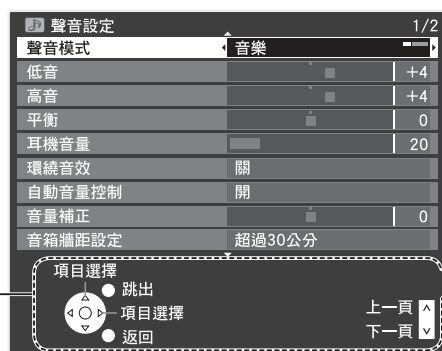 聲音設定 1/2
聲音模式 音樂
低音 +4
高音 +4
平衡 0
耳機音量 20
環繞音效 關
自動音量控制 開
音量補正 0
音箱牆距設定 超過30公分
項目選擇
跳出
項目選擇
返回
上一頁
下一頁